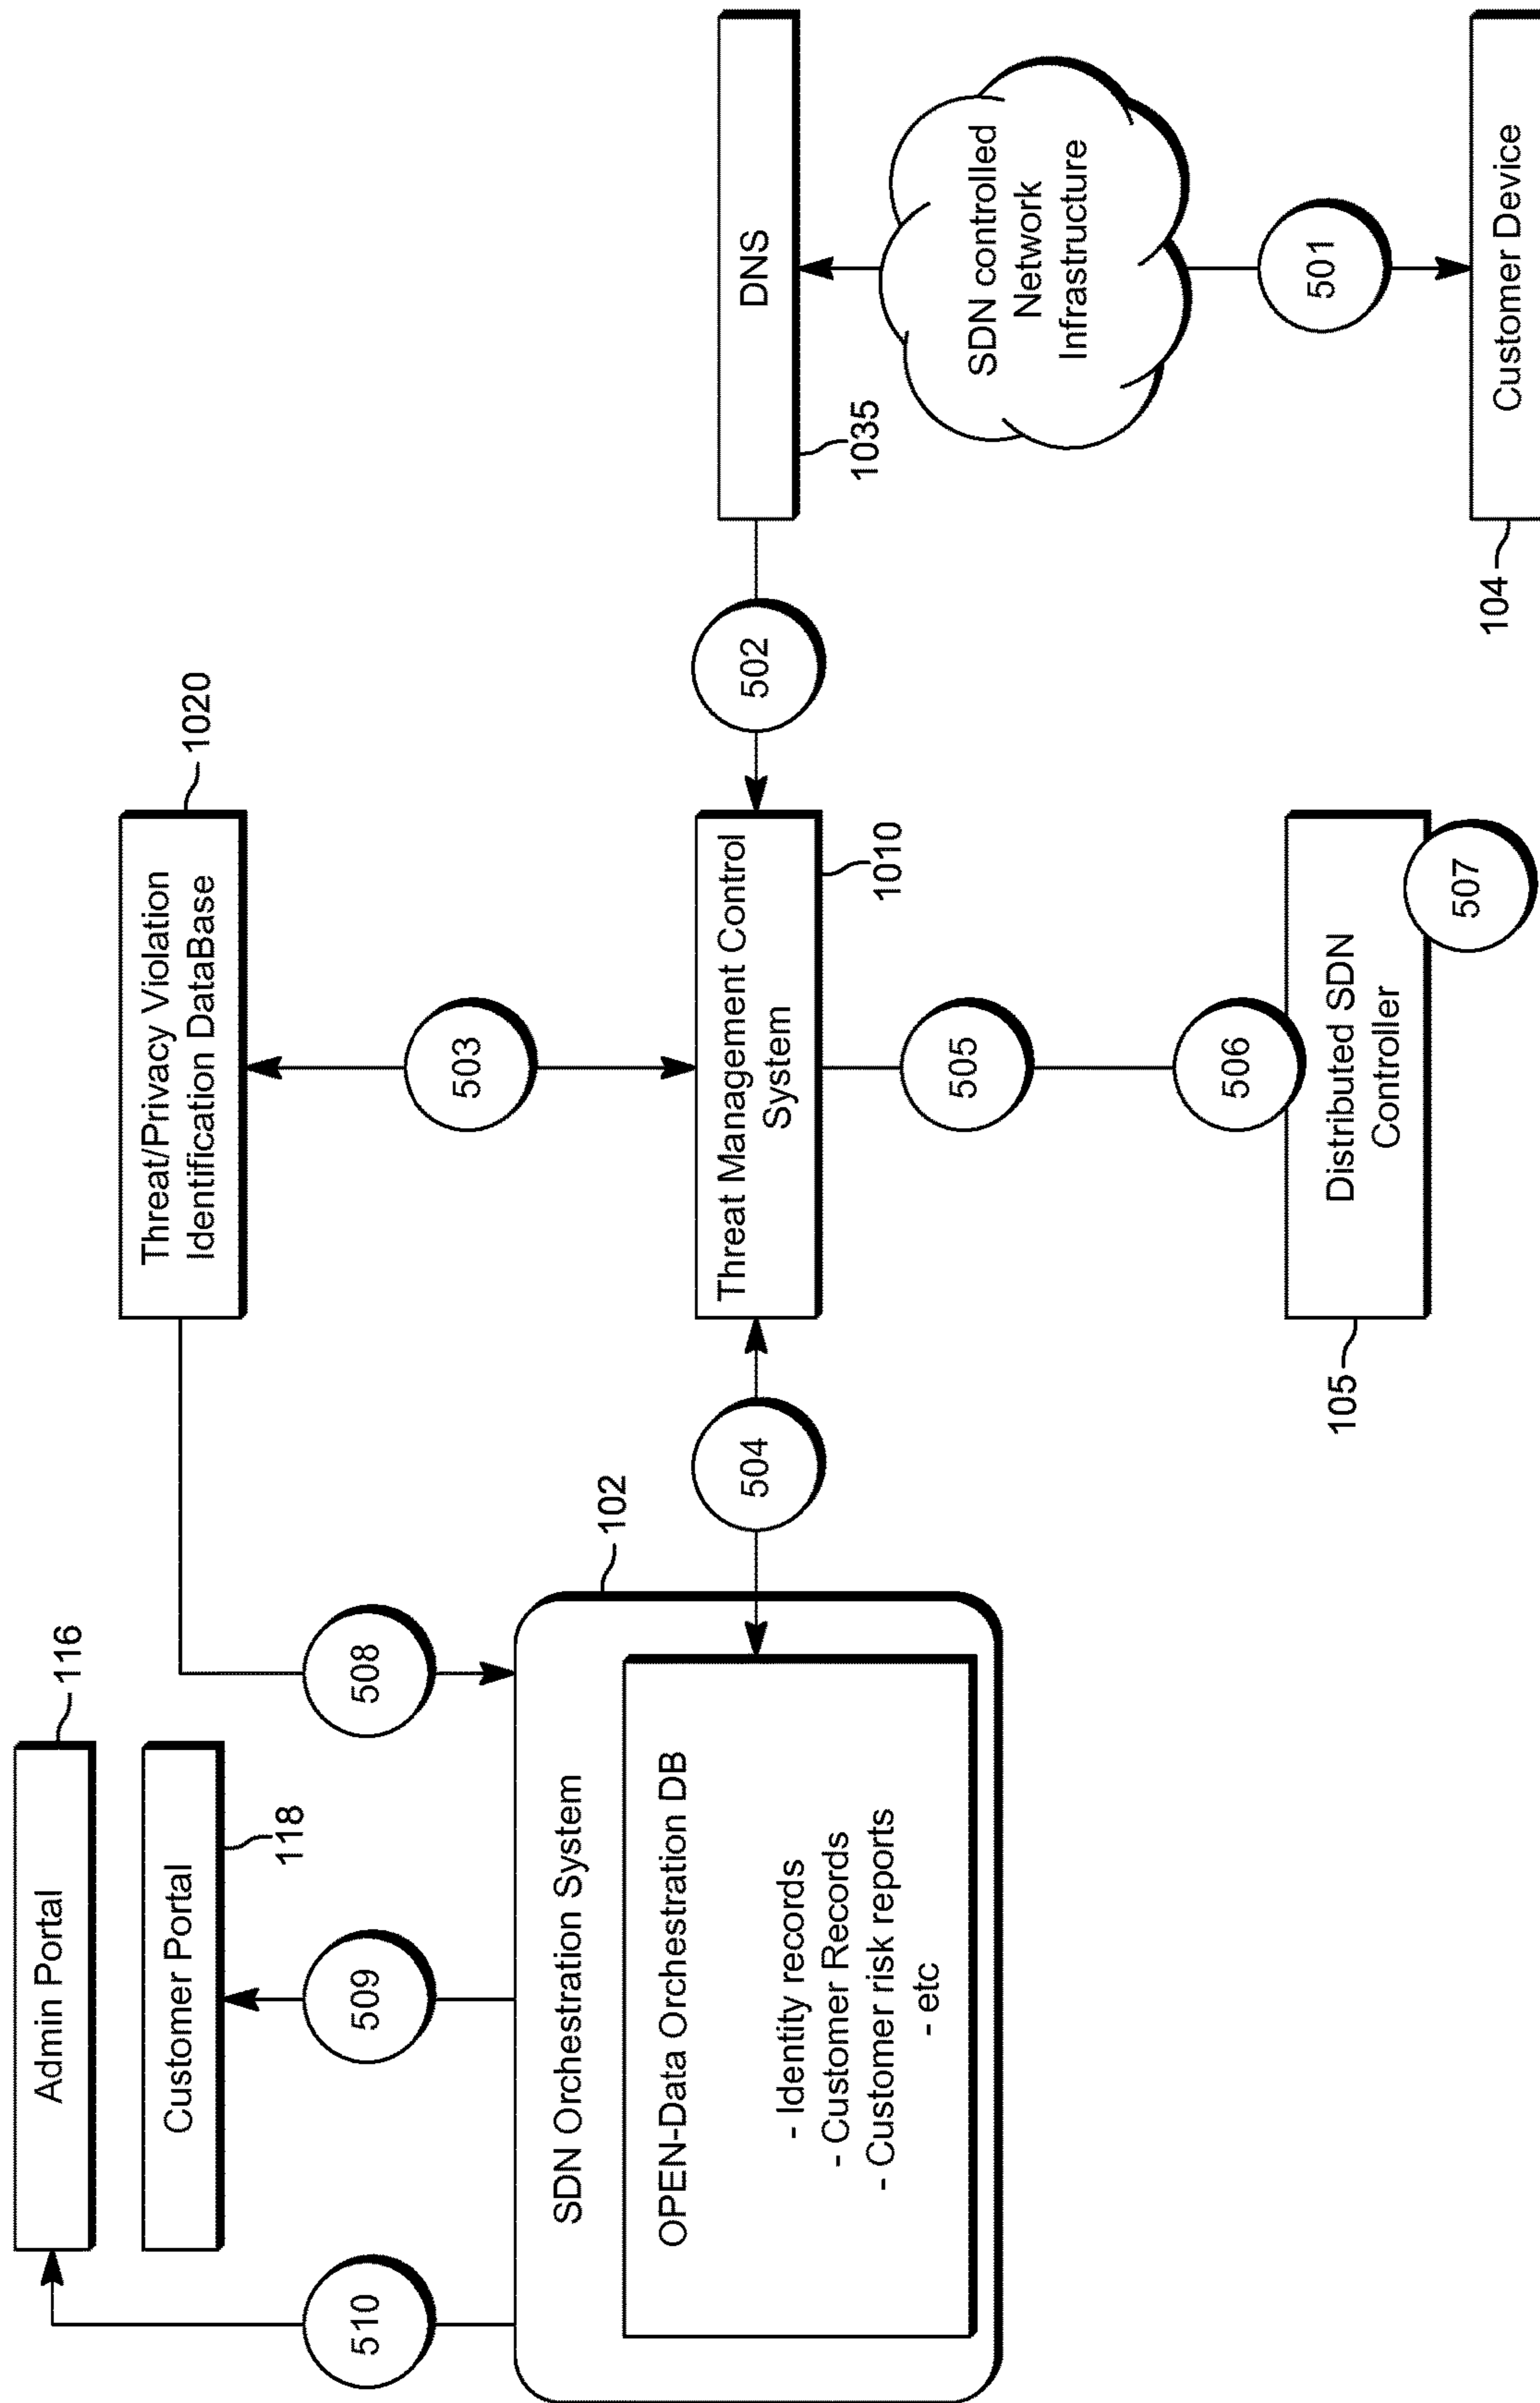 Admin Portal
116
Customer Portal
118
510
509
508
SDN Orchestration System
102
OPEN-Data Orchestration DB
- Identity records
- Customer Records
- Customer risk reports
- etc
504
Threat/Privacy Violation
Identification DataBase
1020
503
Threat Management Control
System
1010
505
506
Distributed SDN
Controller
105
507
502
DNS
1035
SDN controlled
Network
Infrastructure
501
Customer Device
104